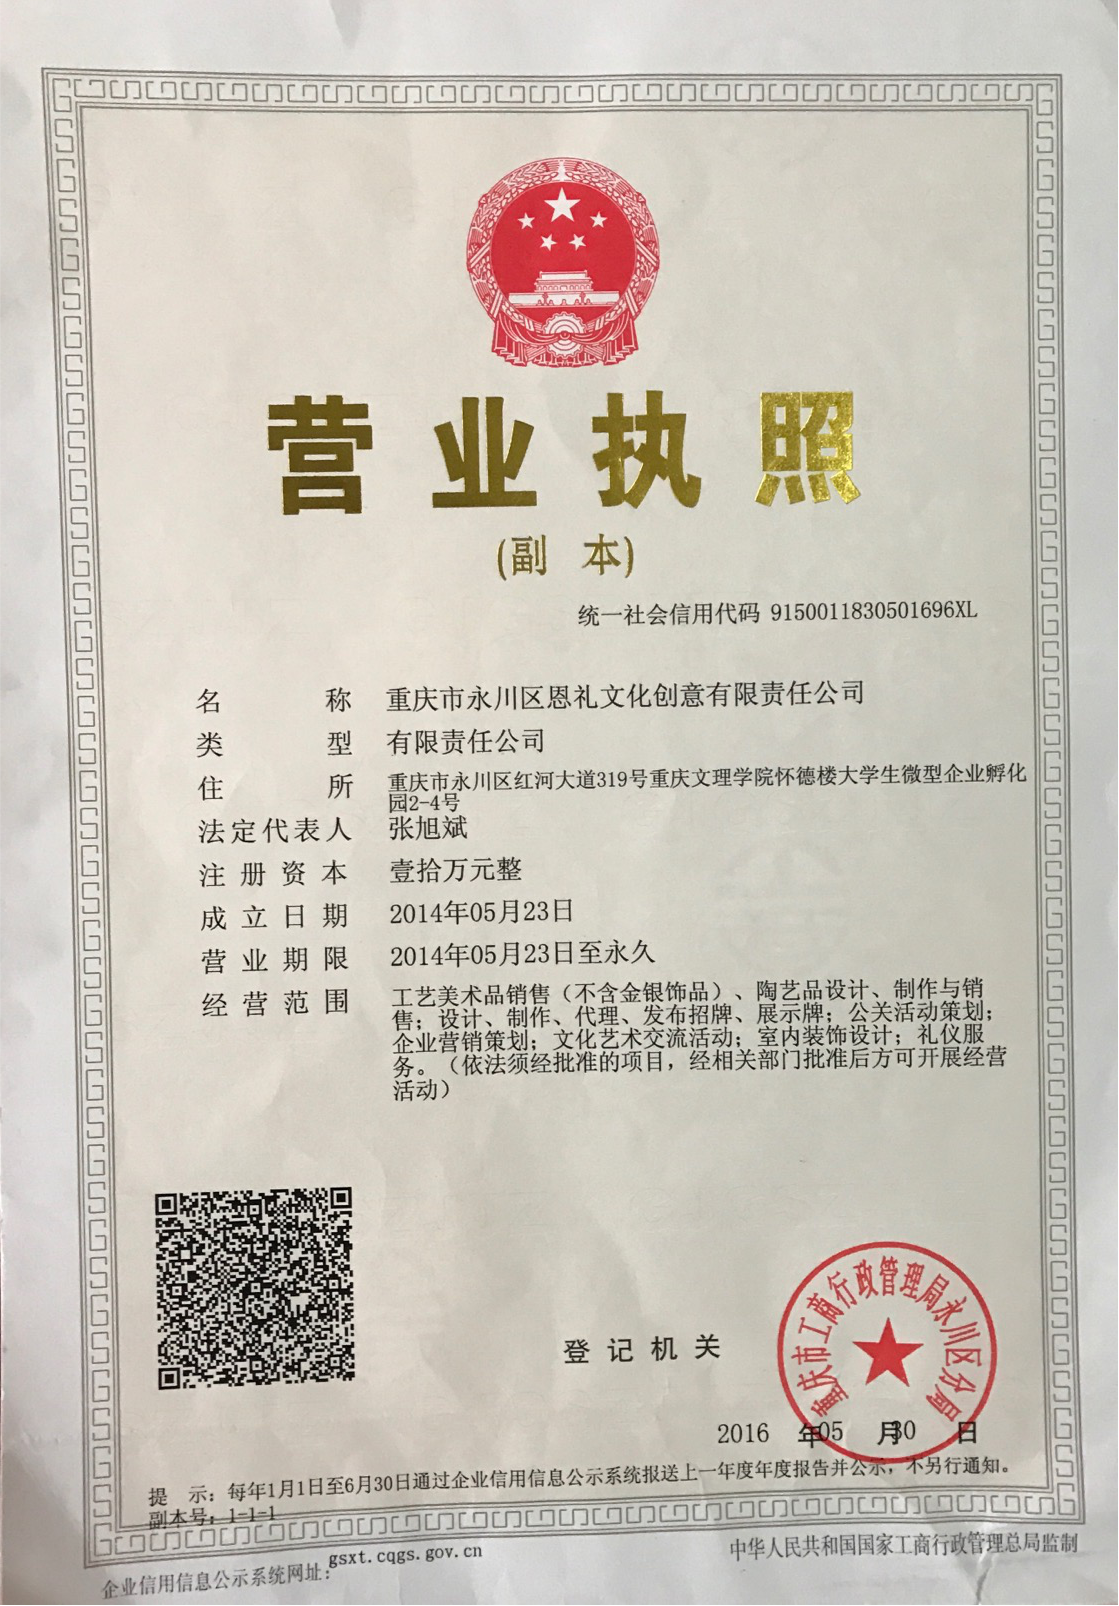 营业执照
(副 本)
统一社会信用代码 9150011830501696XL
名 称 重庆市永川区恩礼文化创意有限责任公司
类 型 有限责任公司
住 所 重庆市永川区红河大道319号重庆文理学院怀德楼大学生微型企业孵化
园2-4号
法定代表人 张旭斌
注册资本 壹拾万元整
成立日期 2014年05月23日
营业期限 2014年05月23日至永久
经营范围 工艺美术品销售（不含金银饰品）、陶艺品设计、制作与销
售；设计、制作、代理、发布招牌、展示牌；公关活动策划；
企业营销策划；文化艺术交流活动；室内装饰设计；礼仪服
务。（依法须经批准的项目，经相关部门批准后方可开展经营
活动）
登记机关
重庆市工商行政管理局永川区分局
2016 年05 月30 日
提 示：每年1月1日至6月30日通过企业信用信息公示系统报送上一年度年度报告并公示，不另行通知。
副本号：1-1-1
企业信用信息公示系统网址：gsxt.cqgs.gov.cn
中华人民共和国国家工商行政管理总局监制